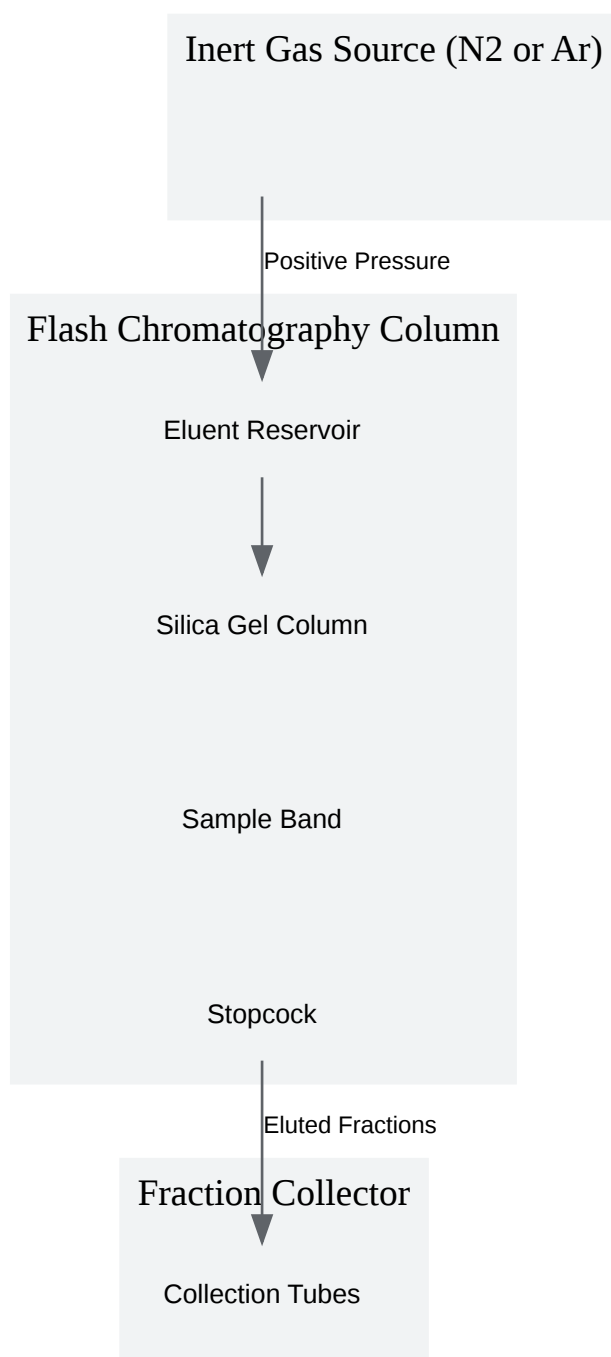 Inert Gas Source (N2 or Ar)
Positive Pressure
Flash Chromatography Column
Eluent Reservoir
Silica Gel Column
Sample Band
Stopcock
Eluted Fractions
Fraction Collector
Collection Tubes